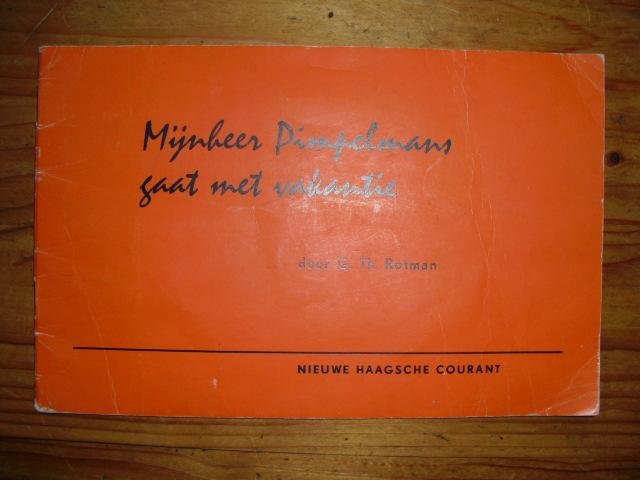 Mijnheer Pimpelmans
gaat met vakantie
door G. Th. Rotman
NIEUWE HAAGSCHE COURANT